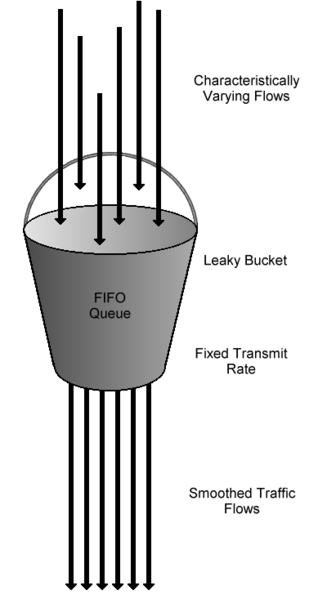 Characteristically
Varying Flows
Leaky Bucket
FIFO
Queue
Fixed Transmit
Rate
Smoothed Traffic
Flows